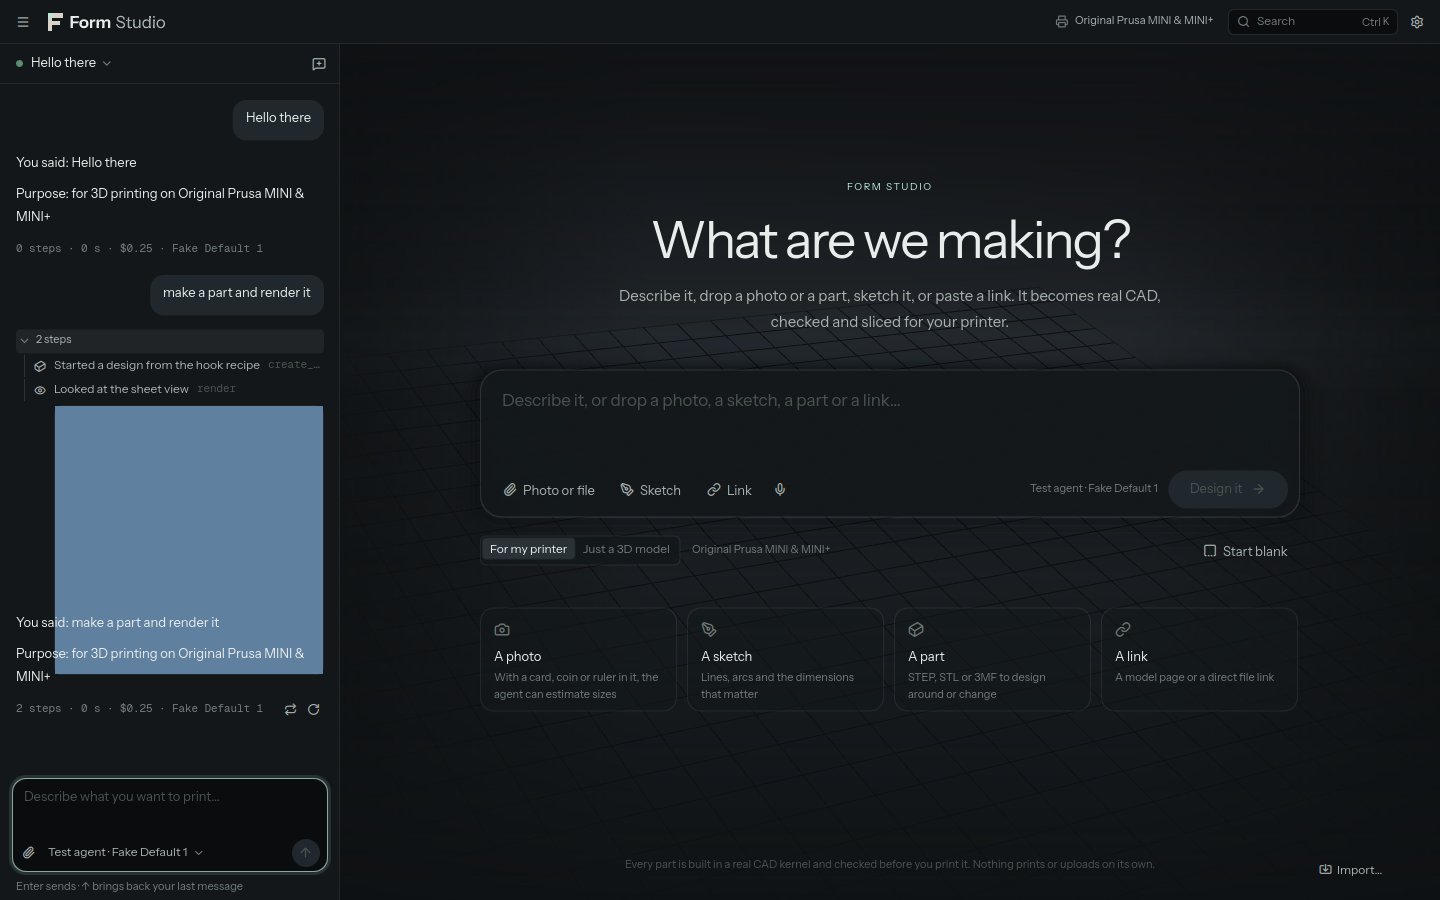 Form Studio
Original Prusa MINI & MINI+
Search
Ctrl K
Hello there
Hello there
You said: Hello there
Purpose: for 3D printing on Original Prusa MINI &
MINI+
0 steps · 0 s · $0.25 · Fake Default 1
make a part and render it
2 steps
Started a design from the hook recipe create_…
Looked at the sheet view render
You said: make a part and render it
Purpose: for 3D printing on Original Prusa MINI &
MINI+
2 steps · 0 s · $0.25 · Fake Default 1
Describe what you want to print...
Test agent · Fake Default 1
Enter sends · ↑ brings back your last message
FORM STUDIO
What are we making?
Describe it, drop a photo or a part, sketch it, or paste a link. It becomes real CAD,
checked and sliced for your printer.
Describe it, or drop a photo, a sketch, a part or a link...
Photo or file
Sketch
Link
Test agent · Fake Default 1
Design it
For my printer
Just a 3D model
Original Prusa MINI & MINI+
Start blank
A photo
With a card, coin or ruler in it, the
agent can estimate sizes
A sketch
Lines, arcs and the dimensions
that matter
A part
STEP, STL or 3MF to design
around or change
A link
A model page or a direct file link
Every part is built in a real CAD kernel and checked before you print it. Nothing prints or uploads on its own.
Import...